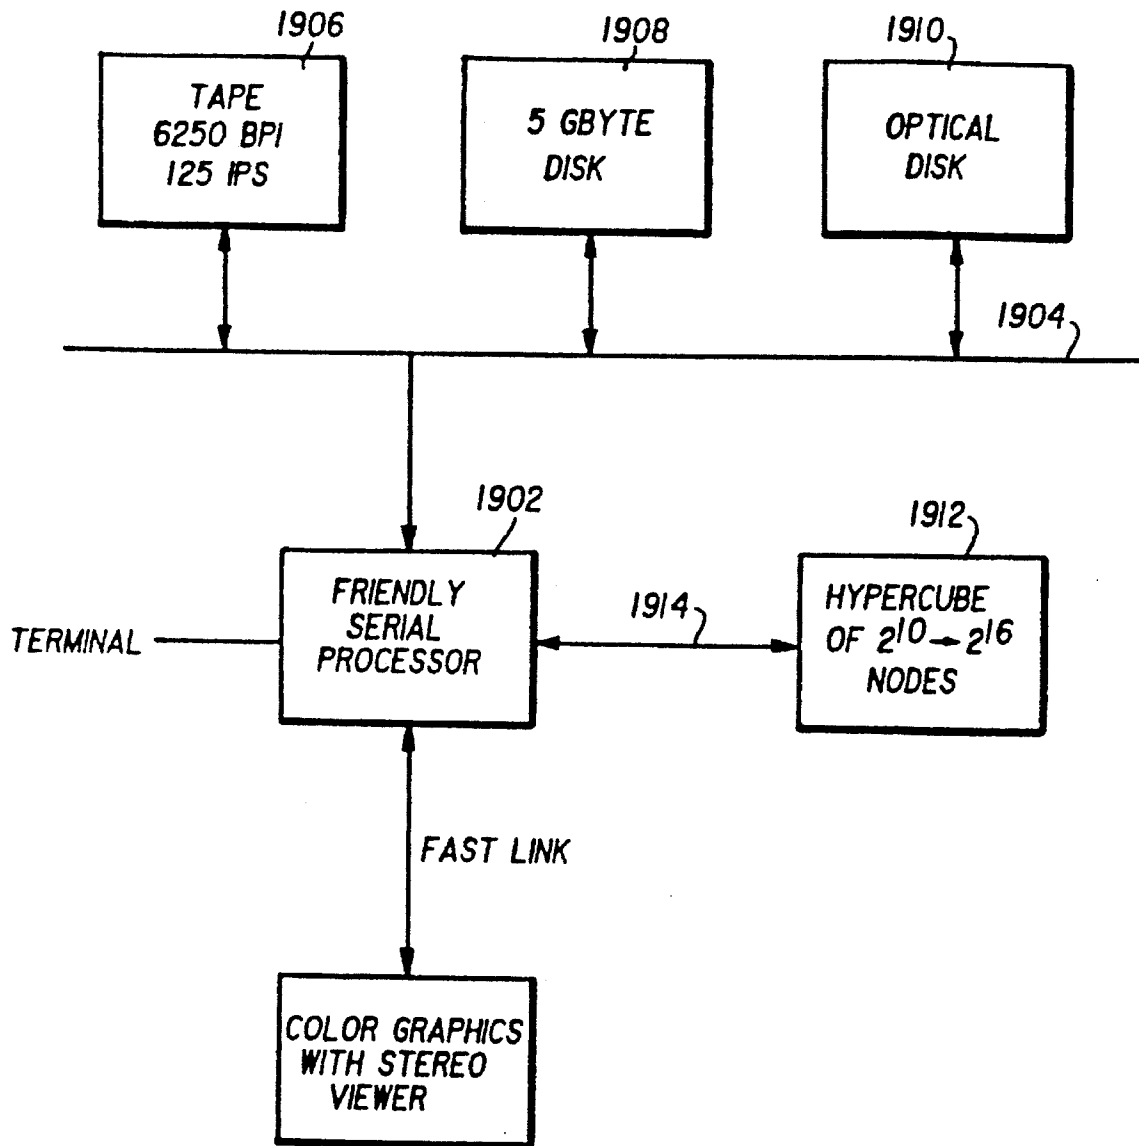 1906
TAPE
6250 BPI
125 IPS
1908
5 GBYTE
DISK
1910
OPTICAL
DISK
1904
1902
FRIENDLY
SERIAL
PROCESSOR
TERMINAL
1914
1912
HYPERCUBE
OF 2^10 → 2^16
NODES
FAST LINK
COLOR GRAPHICS
WITH STEREO
VIEWER